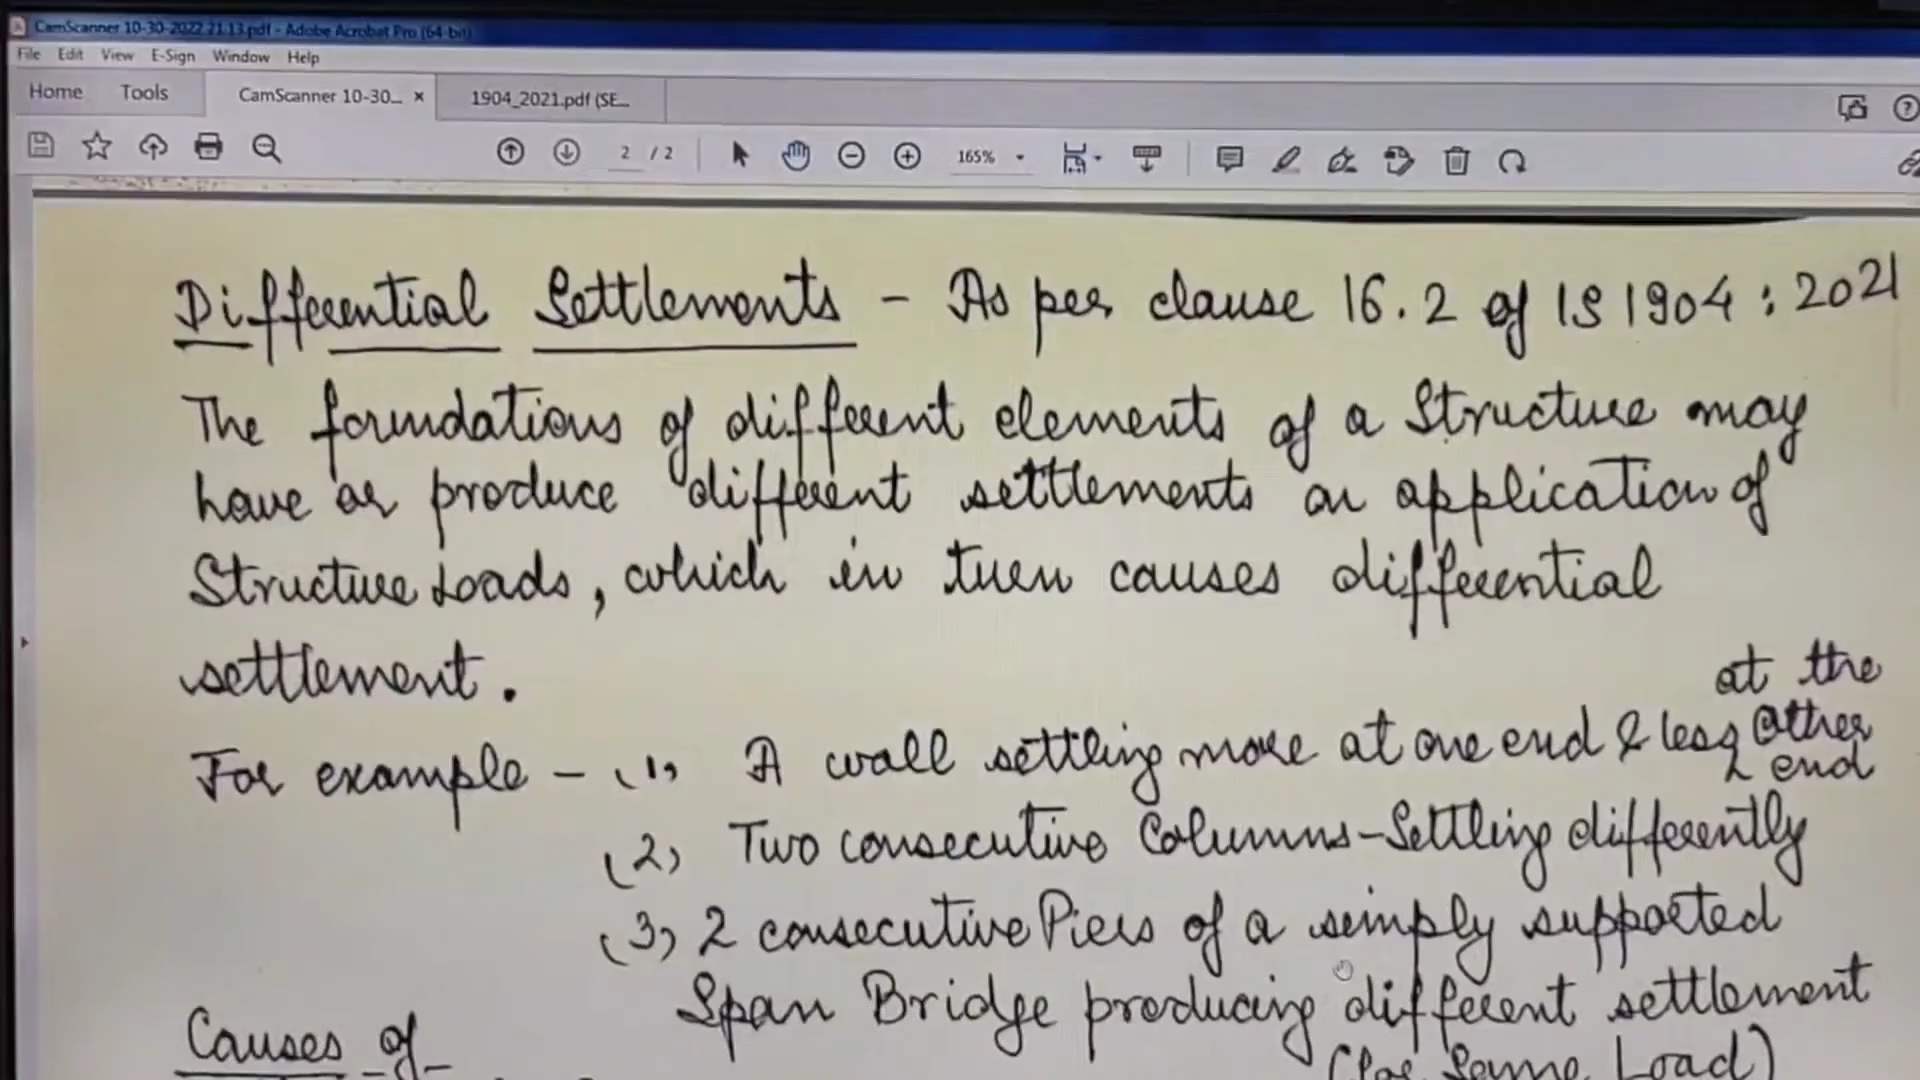 CamScanner 10-30-2022 21.13.pdf - Adobe Acrobat Pro (64-bit)
File Edit View E-Sign Window Help
Home Tools CamScanner 10-30... × 1904_2021.pdf (SE...
2 / 2 165%
Differential Settlements - As per clause 16.2 of IS 1904 : 2021
The foundations of different elements of a Structure may
have or produce different settlements on application of
Structure Loads, which in turn causes differential
settlement.
at the
For example - (1) A wall settling more at one end & less other
end
(2) Two consecutive Columns-Settling differently
(3) 2 consecutive Piers of a simply supported
Span Bridge producing different settlement
Causes of
(for Same Load)